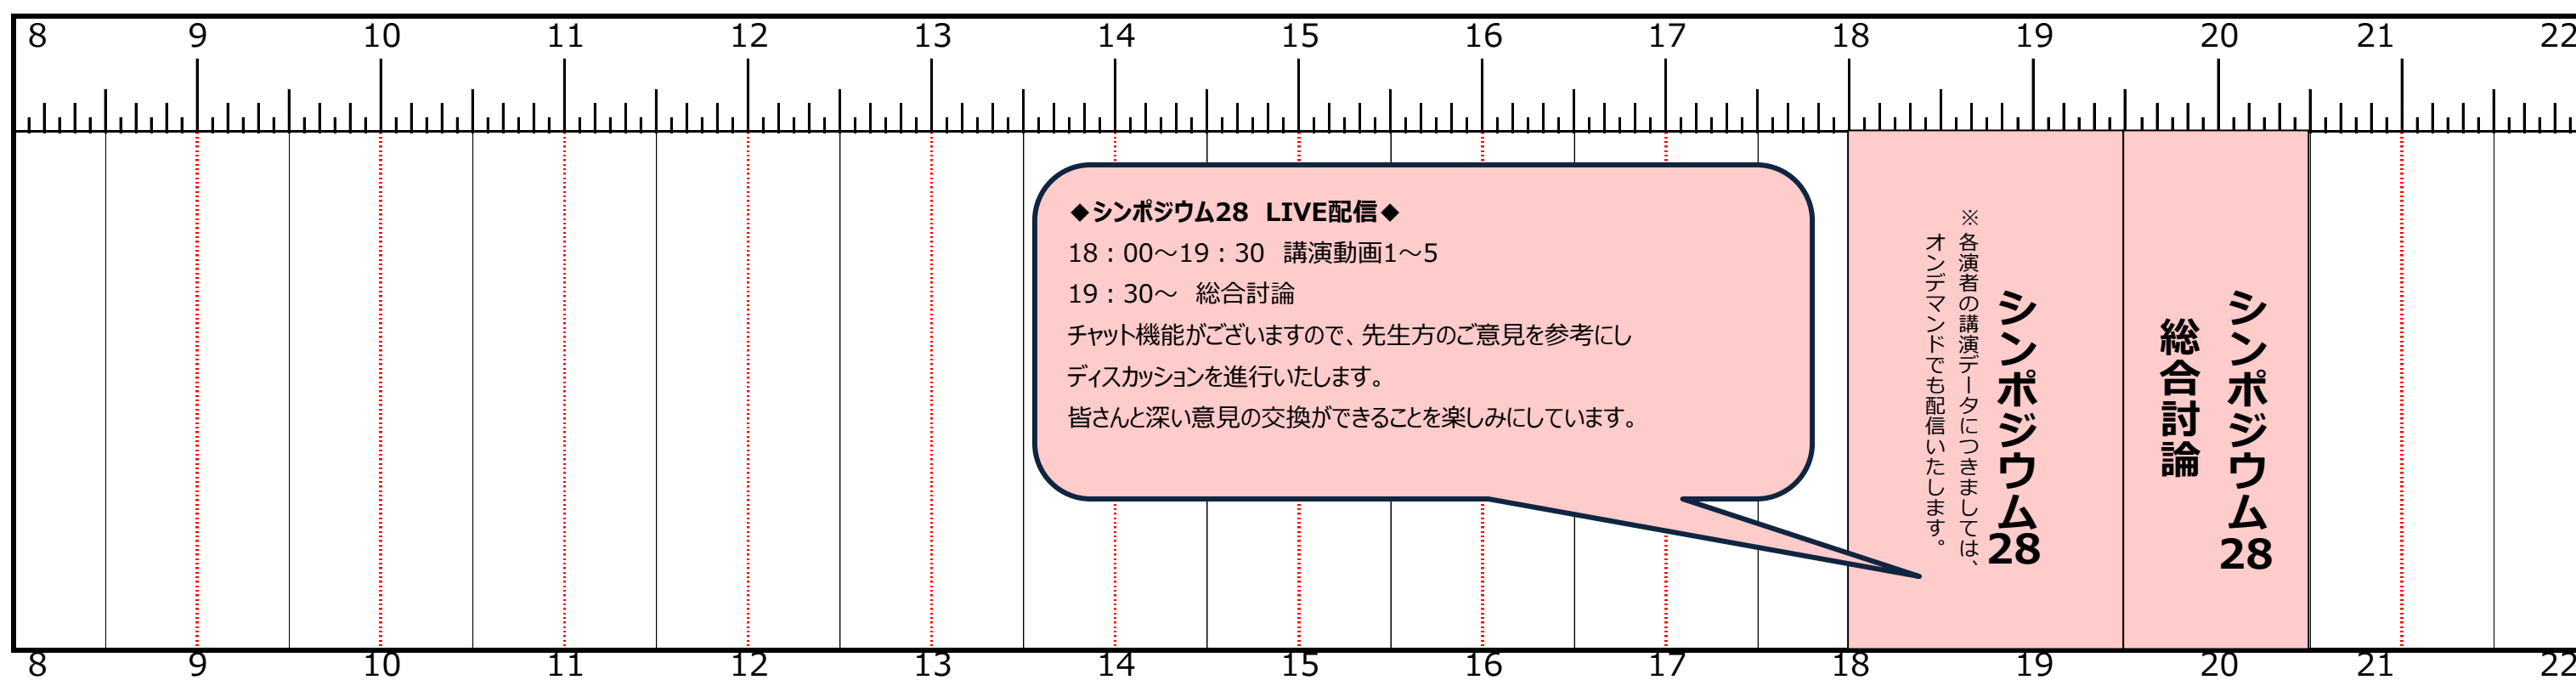 8 9 10 11 12 13 14 15 16 17 18 19 20 21 22
◆シンポジウム28 LIVE配信◆
18：00～19：30 講演動画1～5
19：30～ 総合討論
チャット機能がございますので、先生方のご意見を参考にし
ディスカッションを進行いたします。
皆さんと深い意見の交換ができることを楽しみにしています。
シンポジウム28
※各演者の講演データにつきましては、
オンデマンドでも配信いたします。
シンポジウム28
総合討論
8 9 10 11 12 13 14 15 16 17 18 19 20 21 22